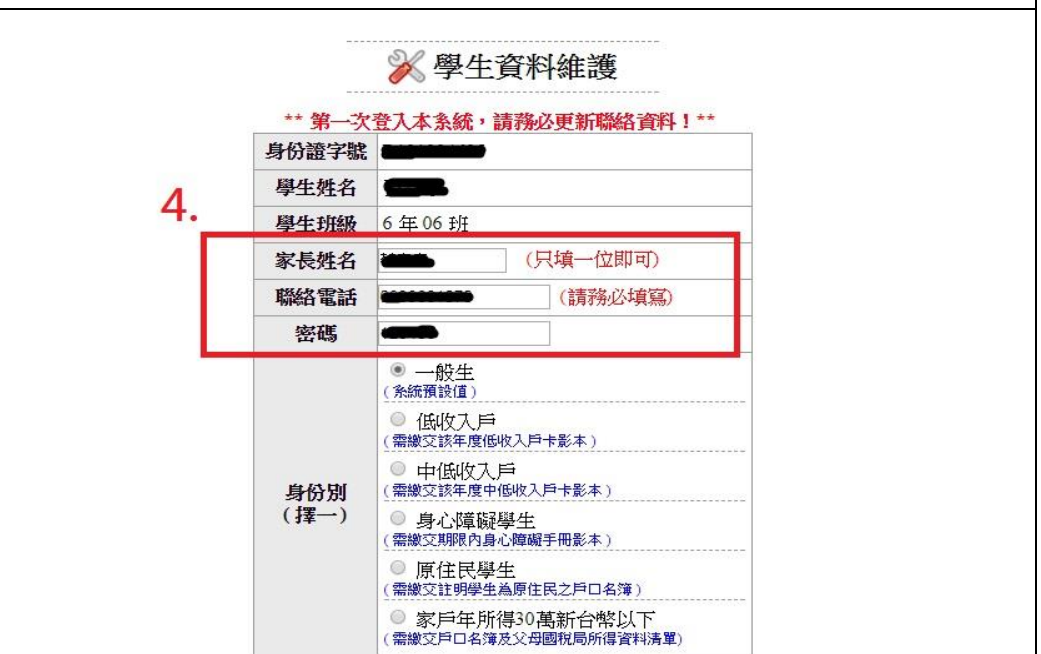 學生資料維護
** 第一次登入本系統，請務必更新聯絡資料！**
身份證字號
學生姓名
4.
學生班級 6 年 06 班
家長姓名 (只填一位即可)
聯絡電話 (請務必填寫)
密碼
一般生
(系統預設值)
低收入戶
(需繳交該年度低收入戶卡影本)
中低收入戶
(需繳交該年度中低收入戶卡影本)
身份別
(擇一)
身心障礙學生
(需繳交期限內身心障礙手冊影本)
原住民學生
(需繳交註明學生為原住民之戶口名簿)
家戶年所得30萬新台幣以下
(需繳交戶口名簿及父母國稅局所得資料清單)